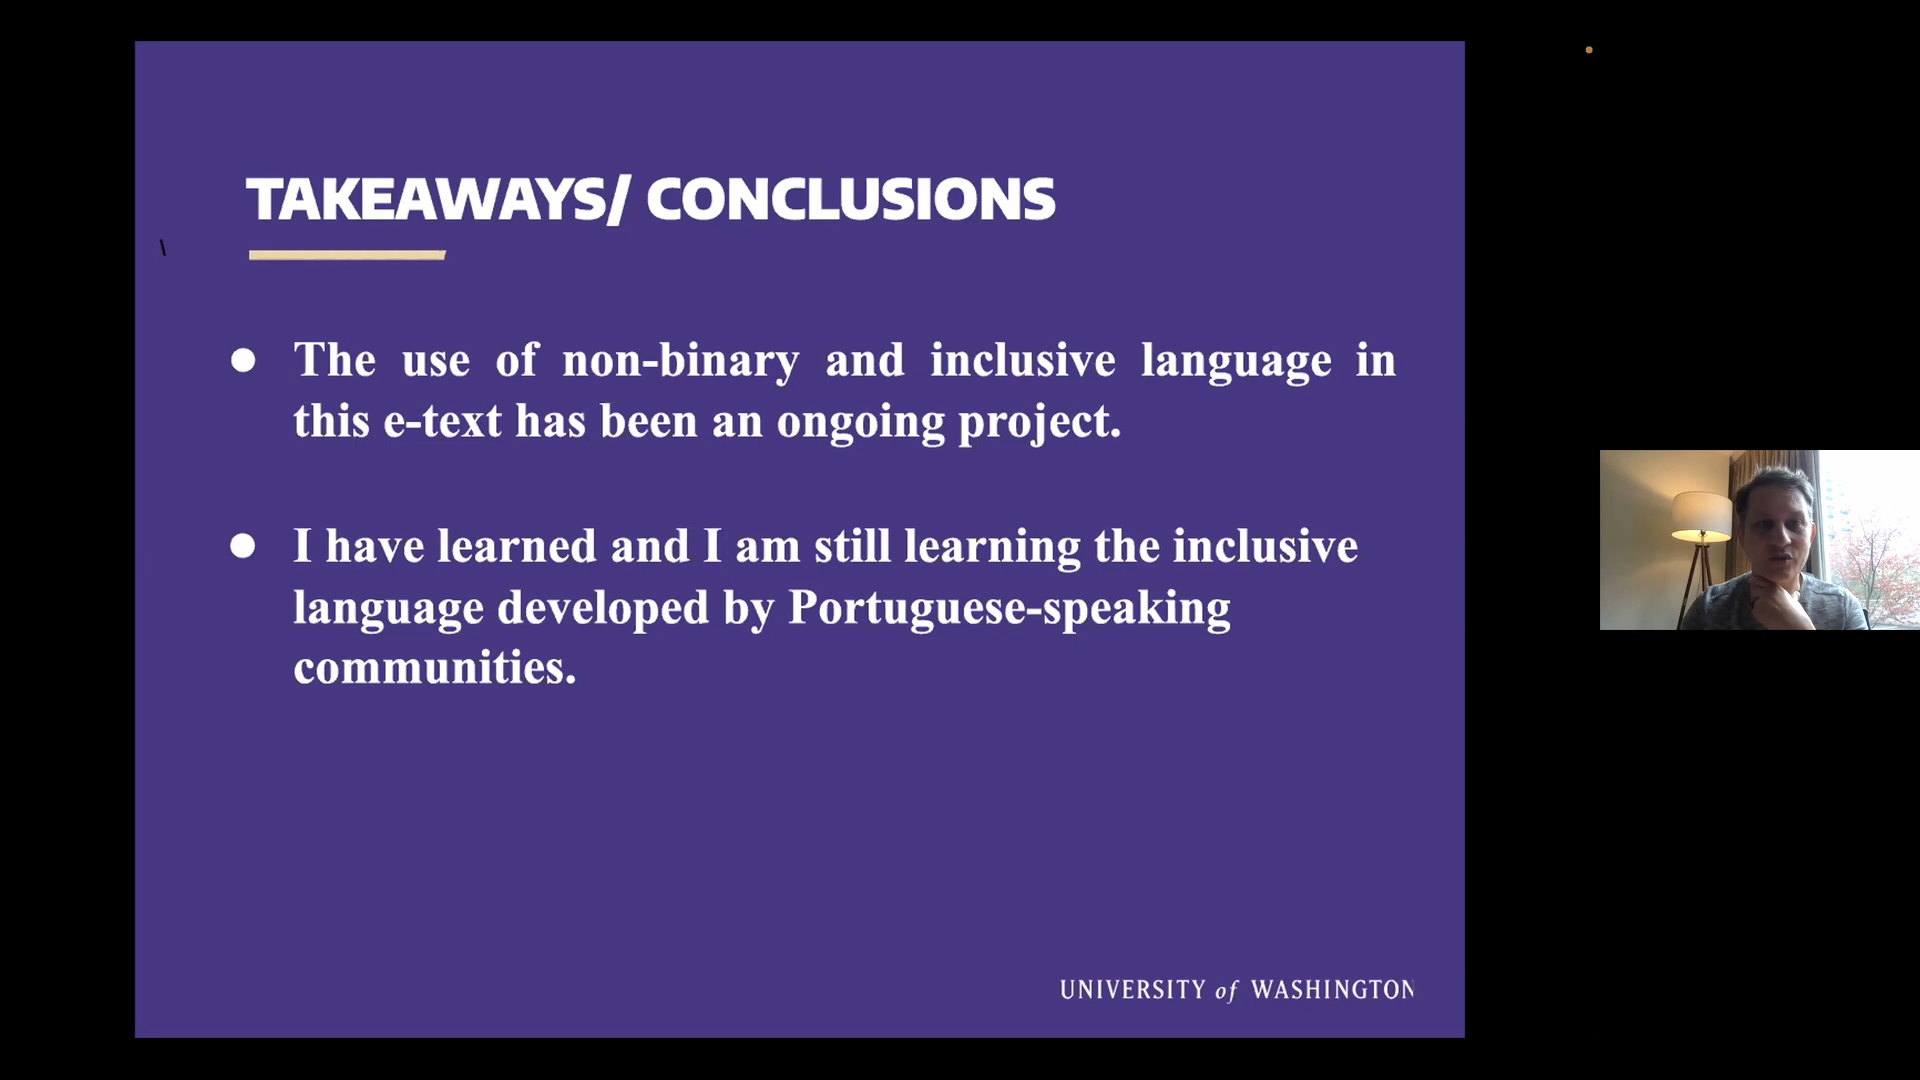 TAKEAWAYS/ CONCLUSIONS
\
● The use of non-binary and inclusive language in
this e-text has been an ongoing project.
● I have learned and I am still learning the inclusive
language developed by Portuguese-speaking
communities.
UNIVERSITY of WASHINGTON